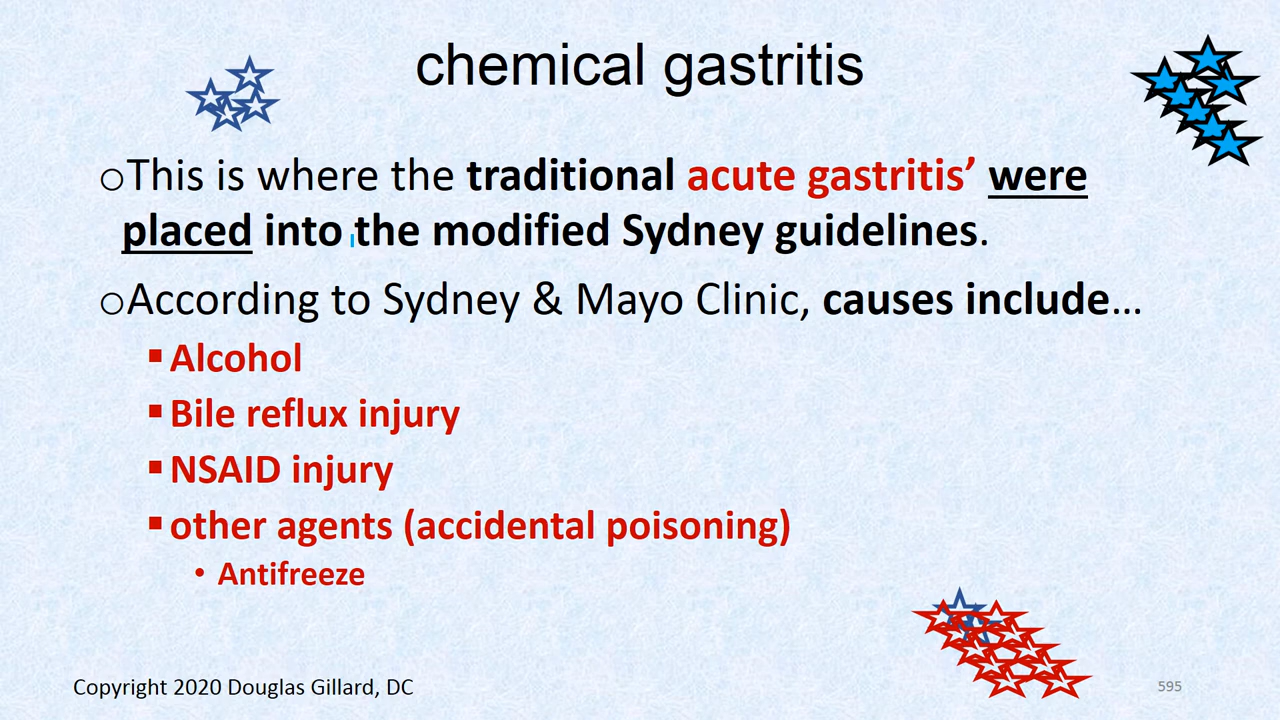 chemical gastritis
oThis is where the traditional acute gastritis’ were
placed into the modified Sydney guidelines.
oAccording to Sydney & Mayo Clinic, causes include…
▪Alcohol
▪Bile reflux injury
▪NSAID injury
▪other agents (accidental poisoning)
• Antifreeze
Copyright 2020 Douglas Gillard, DC
595